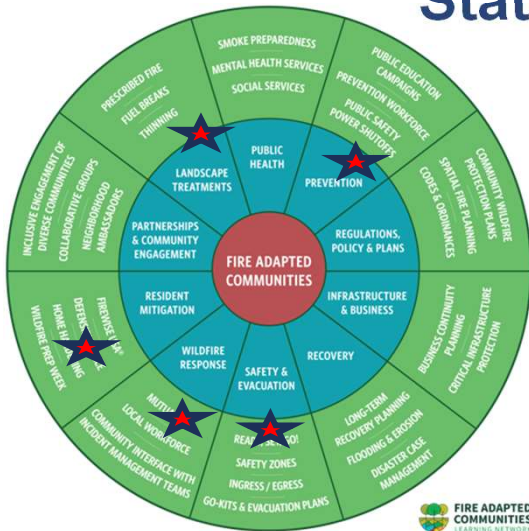 Stat
SMOKE PREPAREDNESS
MENTAL HEALTH SERVICES
SOCIAL SERVICES
PUBLIC EDUCATION
CAMPAIGNS
PREVENTION WORKFORCE
PUBLIC SAFETY
POWER SHUTOFFS
COMMUNITY WILDFIRE
PROTECTION PLANS
SPATIAL FIRE PLANNING
CODES & ORDINANCES
BUSINESS CONTINUITY
PLANNING
CRITICAL INFRASTRUCTURE
PROTECTION
LONG-TERM
RECOVERY PLANNING
FLOODING & EROSION
DISASTER CASE
MANAGEMENT
GO!
SAFETY ZONES
INGRESS / EGRESS
GO-KITS & EVACUATION PLANS
LOCAL WORKFORCE
COMMUNITY INTERFACE WITH
INCIDENT MANAGEMENT TEAMS
FIREWISE
HOME
WILDFIRE PREP WEEK
INCLUSIVE ENGAGEMENT OF
DIVERSE COMMUNITIES
COLLABORATIVE GROUPS
NEIGHBORHOOD
AMBASSADORS
PRESCRIBED FIRE
FUEL BREAKS
THINNING
PUBLIC
HEALTH
PREVENTION
REGULATIONS,
POLICY & PLANS
INFRASTRUCTURE
& BUSINESS
RECOVERY
SAFETY &
EVACUATION
WILDFIRE
RESPONSE
RESIDENT
MITIGATION
PARTNERSHIPS
& COMMUNITY
ENGAGEMENT
LANDSCAPE
TREATMENTS
FIRE ADAPTED
COMMUNITIES
FIRE ADAPTED
COMMUNITIES
LEARNING NETWORK